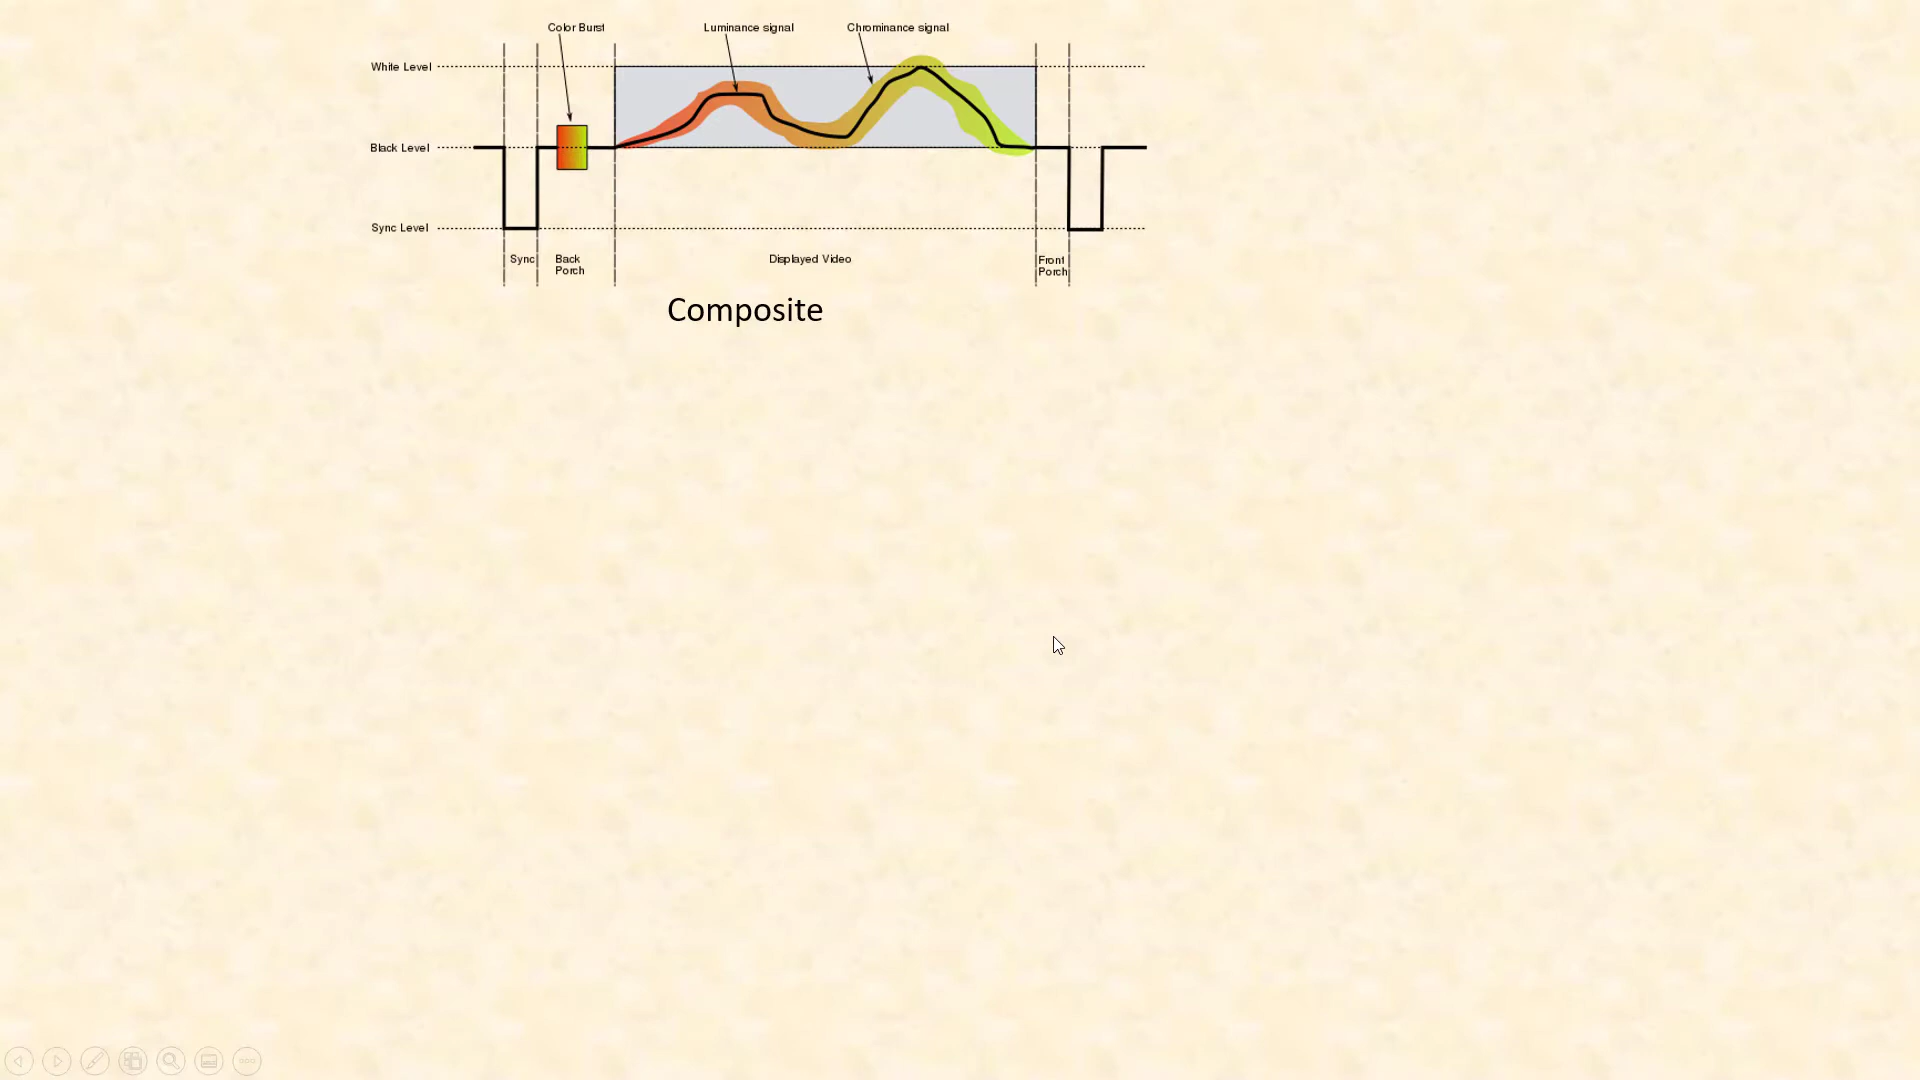 Color Burst
Luminance signal
Chrominance signal
White Level
Black Level
Sync Level
Sync
Back
Porch
Displayed Video
Front
Porch
Composite